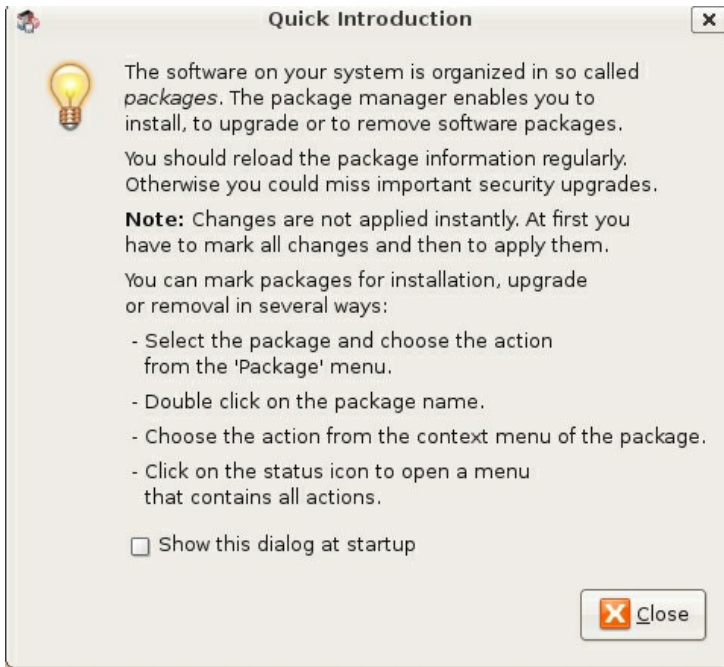 Quick Introduction
The software on your system is organized in so called
packages. The package manager enables you to
install, to upgrade or to remove software packages.
You should reload the package information regularly.
Otherwise you could miss important security upgrades.
Note: Changes are not applied instantly. At first you
have to mark all changes and then to apply them.
You can mark packages for installation, upgrade
or removal in several ways:
- Select the package and choose the action
from the 'Package' menu.
- Double click on the package name.
- Choose the action from the context menu of the package.
- Click on the status icon to open a menu
that contains all actions.
Show this dialog at startup
Close